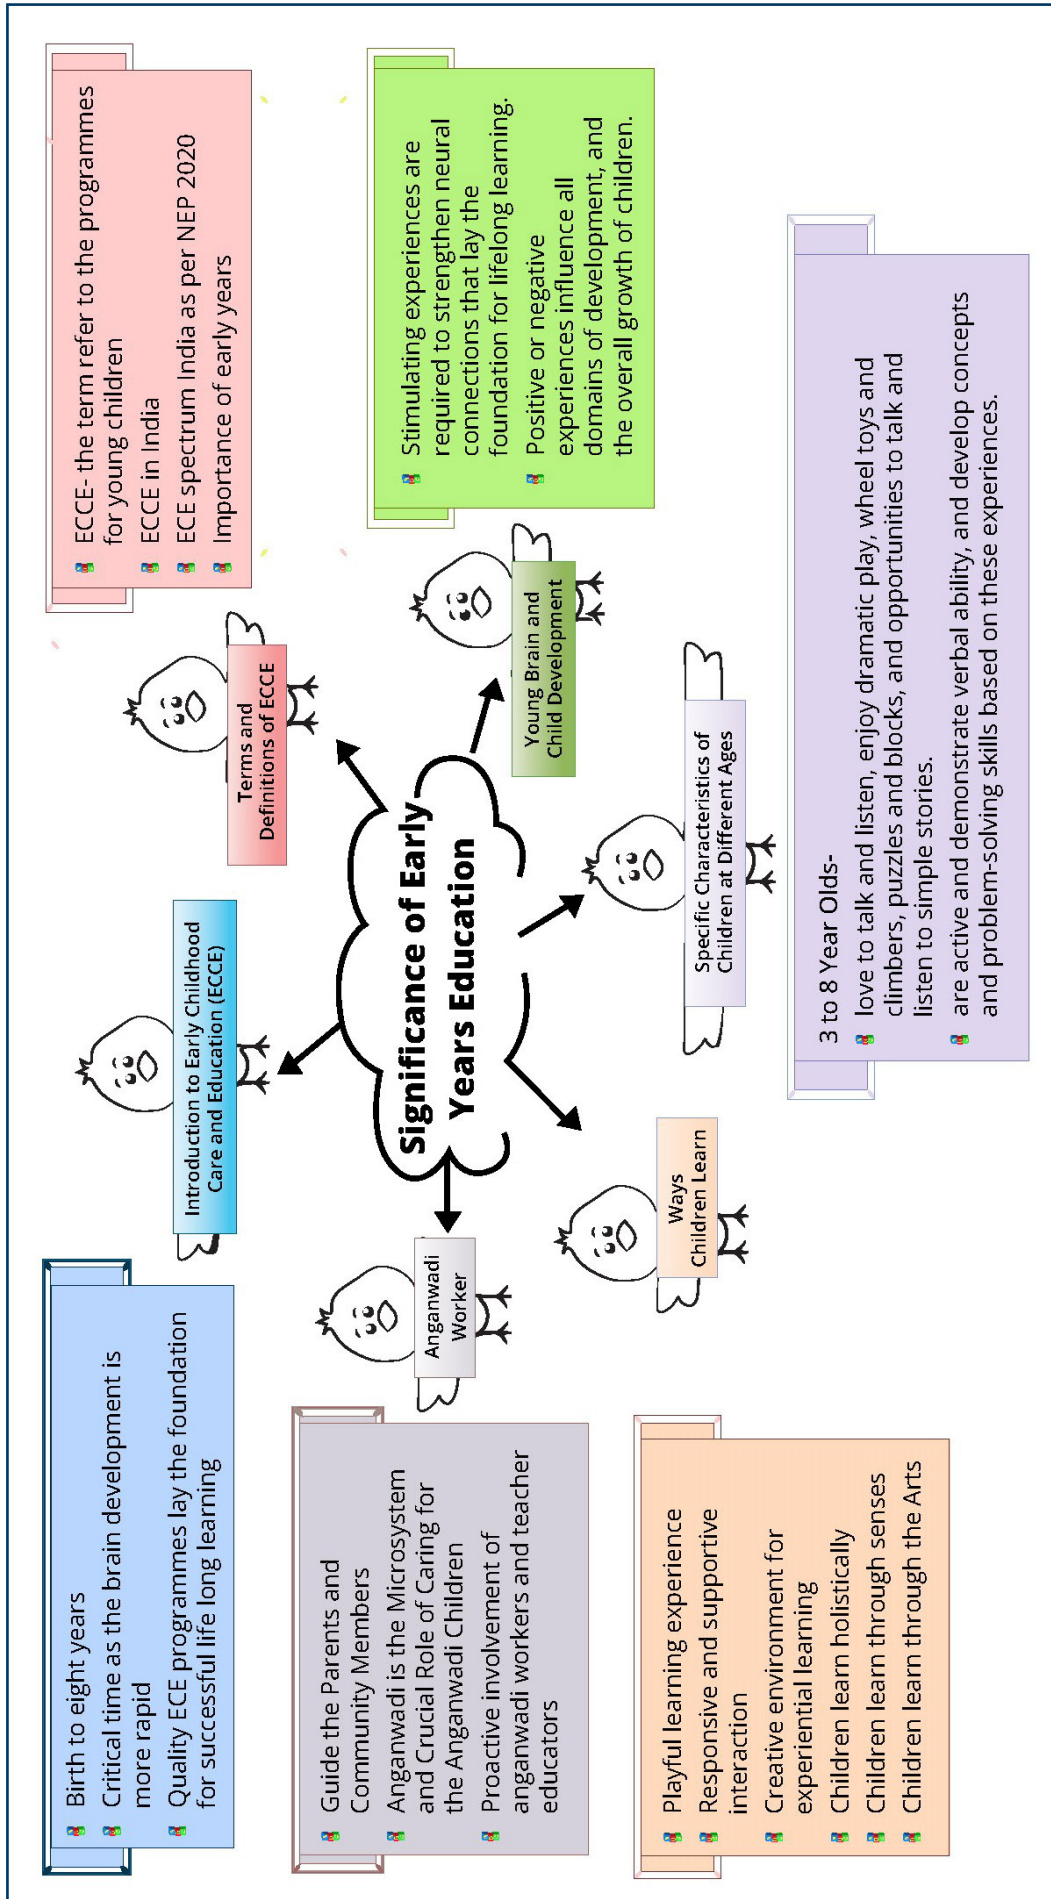 Birth to eight years
Critical time as the brain development is
more rapid
Quality ECE programmes lay the foundation
for successful life long learning
Introduction to Early Childhood
Care and Education (ECCE)
Terms and
Definitions of ECCE
ECCE- the term refer to the programmes
for young children
ECCE in India
ECE spectrum India as per NEP 2020
Importance of early years
Guide the Parents and
Community Members
Anganwadi is the Microsystem
and Crucial Role of Caring for
the Anganwadi Children
Proactive involvement of
anganwadi workers and teacher
educators
Anganwadi
Worker
Significance of Early
Years Education
Young Brain and
Child Development
Stimulating experiences are
required to strengthen neural
connections that lay the
foundation for lifelong learning.
Positive or negative
experiences influence all
domains of development, and
the overall growth of children.
Playful learning experience
Responsive and supportive
interaction
Creative environment for
experiential learning
Children learn holistically
Children learn through senses
Children learn through the Arts
Ways
Children Learn
Specific Characteristics of
Children at Different Ages
3 to 8 Year Olds-
love to talk and listen, enjoy dramatic play, wheel toys and
climbers, puzzles and blocks, and opportunities to talk and
listen to simple stories.
are active and demonstrate verbal ability, and develop concepts
and problem-solving skills based on these experiences.